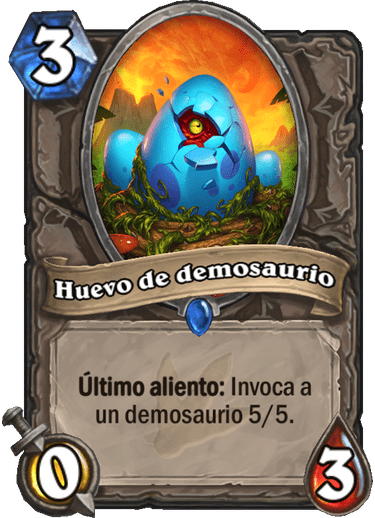 3
Huevo de demosaurio
Último aliento: Invoca a
un demosaurio 5/5.
0
3